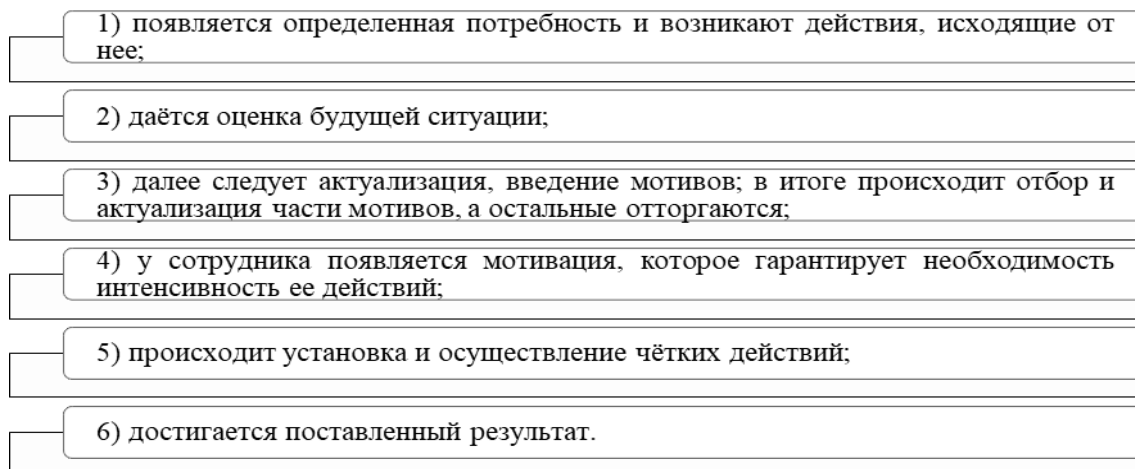 1) появляется определенная потребность и возникают действия, исходящие от
нее;
2) даётся оценка будущей ситуации;
3) далее следует актуализация, введение мотивов; в итоге происходит отбор и
актуализация части мотивов, а остальные отторгаются;
4) у сотрудника появляется мотивация, которое гарантирует необходимость
интенсивность ее действий;
5) происходит установка и осуществление чётких действий;
6) достигается поставленный результат.